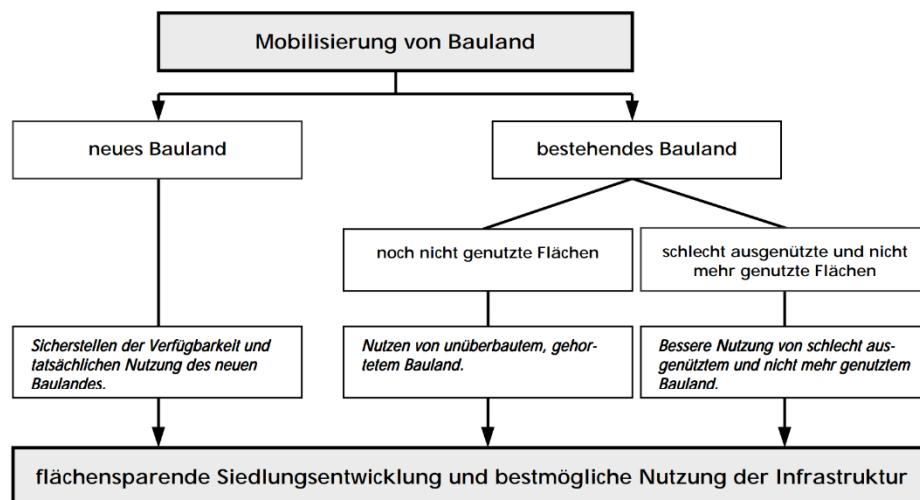 Mobilisierung von Bauland
neues Bauland
bestehendes Bauland
noch nicht genutzte Flächen
schlecht ausgenützte und nicht
mehr genutzte Flächen
Sicherstellen der Verfügbarkeit und
tatsächlichen Nutzung des neuen
Baulandes.
Nutzen von unüberbautem, gehor-
tetem Bauland.
Bessere Nutzung von schlecht aus-
genütztem und nicht mehr genutztem
Bauland.
flächensparende Siedlungsentwicklung und bestmögliche Nutzung der Infrastruktur